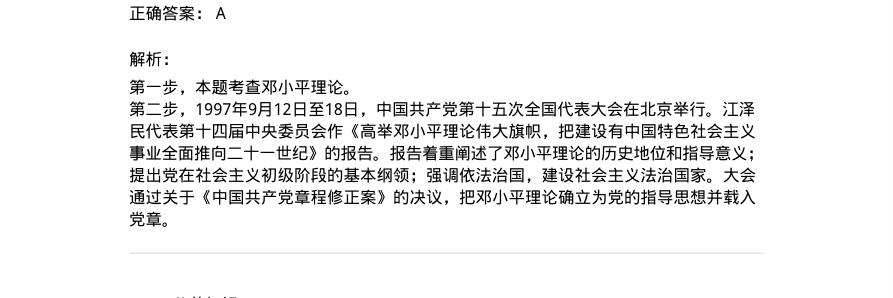 正确答案： A
解析：
第一步，本题考查邓小平理论。
第二步，1997年9月12日至18日，中国共产党第十五次全国代表大会在北京举行。江泽
民代表第十四届中央委员会作《高举邓小平理论伟大旗帜，把建设有中国特色社会主义
事业全面推向二十一世纪》的报告。报告着重阐述了邓小平理论的历史地位和指导意义；
提出党在社会主义初级阶段的基本纲领；强调依法治国，建设社会主义法治国家。大会
通过关于《中国共产党章程修正案》的决议，把邓小平理论确立为党的指导思想并载入
党章。